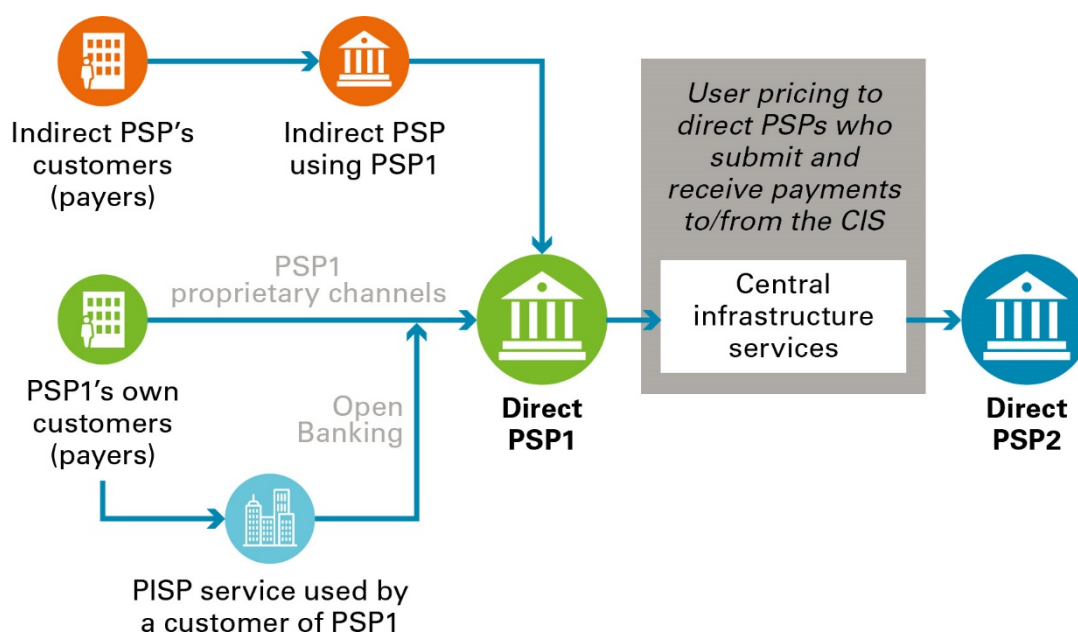 Indirect PSP’s
customers
(payers)
Indirect PSP
using PSP1
User pricing to
direct PSPs who
submit and
receive payments
to/from the CIS
PSP1
proprietary channels
Central
infrastructure
services
PSP1’s own
customers
(payers)
Open
Banking
Direct
PSP1
Direct
PSP2
PISP service used by
a customer of PSP1